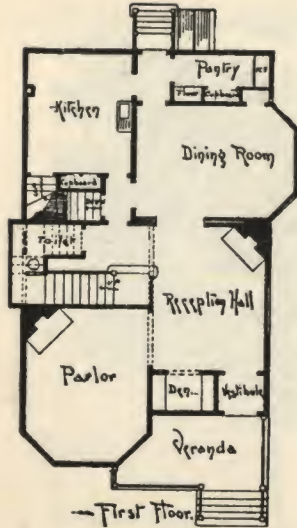 Pantry
Flour
Cupboard
Kitchen
Dining Room
Cupboard
Toilet
Reception Hall
Parlor
Den
Vestibule
Veranda
First Floor.